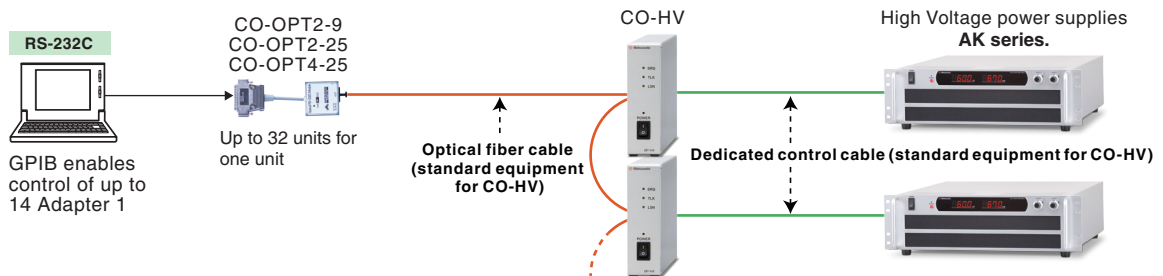 RS-232C
GPIB enables
control of up to
14 Adapter 1
CO-OPT2-9
CO-OPT2-25
CO-OPT4-25
Up to 32 units for
one unit
Optical fiber cable
(standard equipment
for CO-HV)
CO-HV
POWER
POWER
Dedicated control cable (standard equipment for CO-HV)
High Voltage power supplies
AK series.